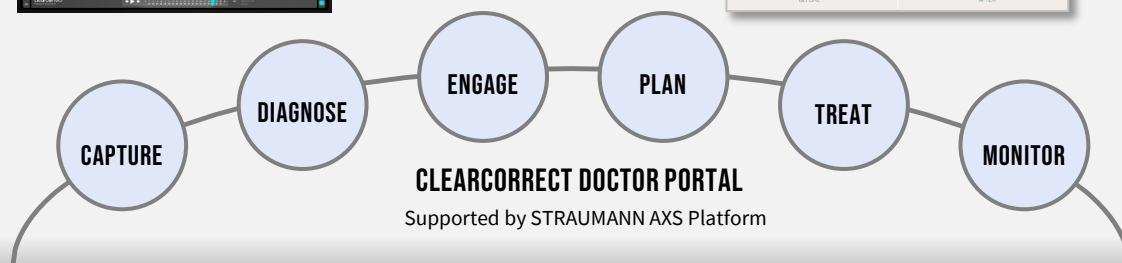 CAPTURE
DIAGNOSE
ENGAGE
PLAN
TREAT
MONITOR
CLEARCORRECT DOCTOR PORTAL
Supported by STRAUMANN AXS Platform